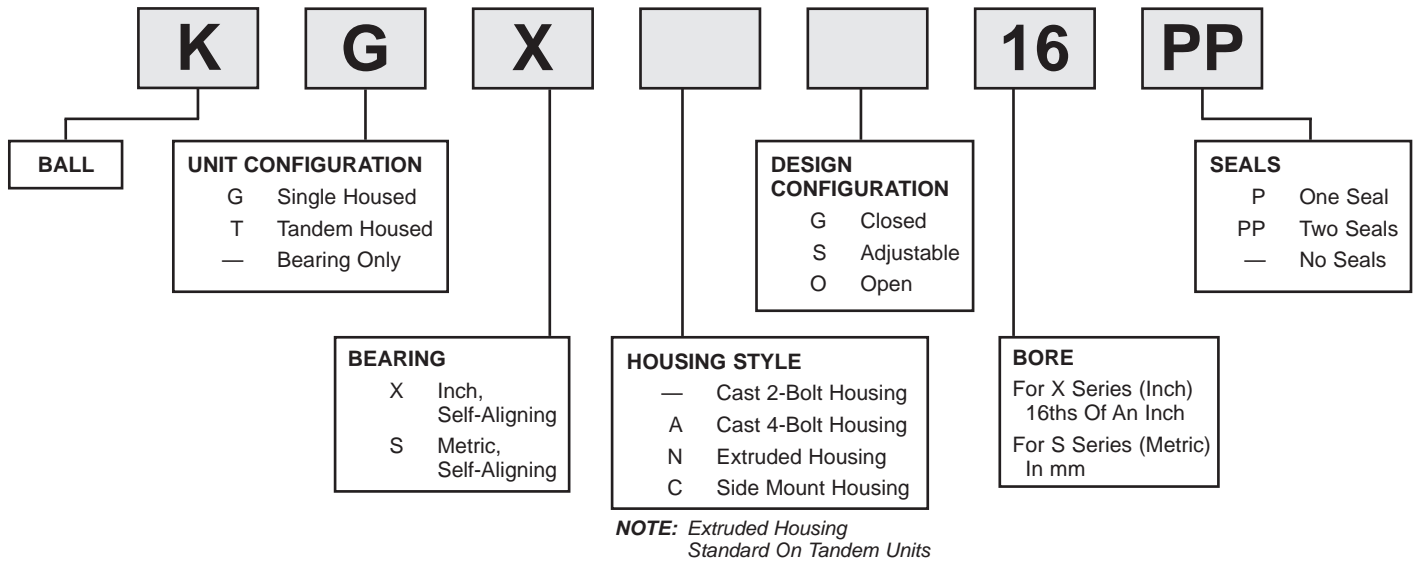 K G X 16 PP
BALL
UNIT CONFIGURATION
G Single Housed
T Tandem Housed
— Bearing Only
DESIGN
CONFIGURATION
G Closed
S Adjustable
O Open
SEALS
P One Seal
PP Two Seals
— No Seals
BEARING
X Inch,
Self-Aligning
S Metric,
Self-Aligning
HOUSING STYLE
— Cast 2-Bolt Housing
A Cast 4-Bolt Housing
N Extruded Housing
C Side Mount Housing
NOTE: Extruded Housing
Standard On Tandem Units
BORE
For X Series (Inch)
16ths Of An Inch
For S Series (Metric)
In mm